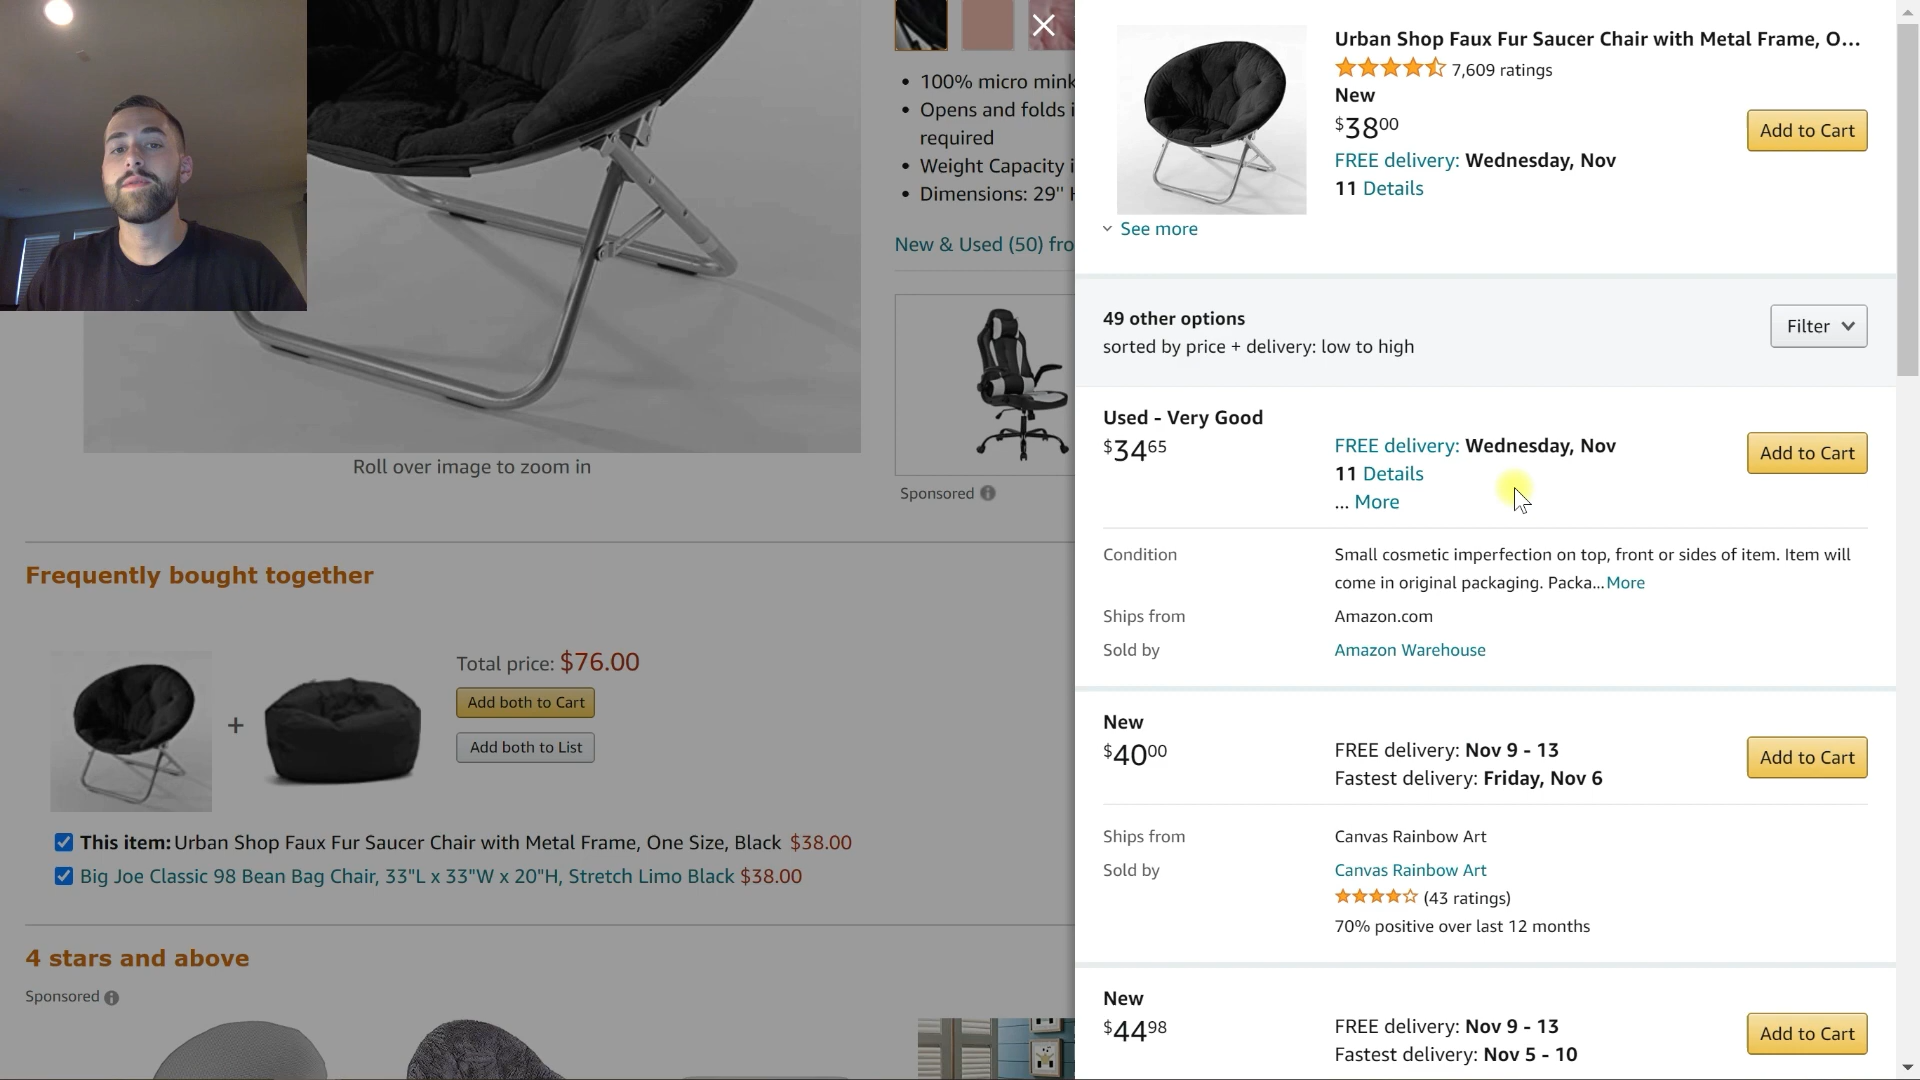 100% micro mink
Opens and folds i
required
Weight Capacity i
Dimensions: 29" H
New & Used (50) fro
Sponsored
Roll over image to zoom in
Frequently bought together
+
Total price: $76.00
Add both to Cart
Add both to List
This item: Urban Shop Faux Fur Saucer Chair with Metal Frame, One Size, Black $38.00
Big Joe Classic 98 Bean Bag Chair, 33"L x 33"W x 20"H, Stretch Limo Black $38.00
4 stars and above
Sponsored
Urban Shop Faux Fur Saucer Chair with Metal Frame, O...
7,609 ratings
New
$3800
Add to Cart
FREE delivery: Wednesday, Nov
11 Details
See more
49 other options
sorted by price + delivery: low to high
Filter
Used - Very Good
$3465
FREE delivery: Wednesday, Nov
11 Details
... More
Add to Cart
Condition
Small cosmetic imperfection on top, front or sides of item. Item will
come in original packaging. Packa... More
Ships from
Amazon.com
Sold by
Amazon Warehouse
New
$4000
FREE delivery: Nov 9 - 13
Fastest delivery: Friday, Nov 6
Add to Cart
Ships from
Canvas Rainbow Art
Sold by
Canvas Rainbow Art
(43 ratings)
70% positive over last 12 months
New
$4498
FREE delivery: Nov 9 - 13
Fastest delivery: Nov 5 - 10
Add to Cart